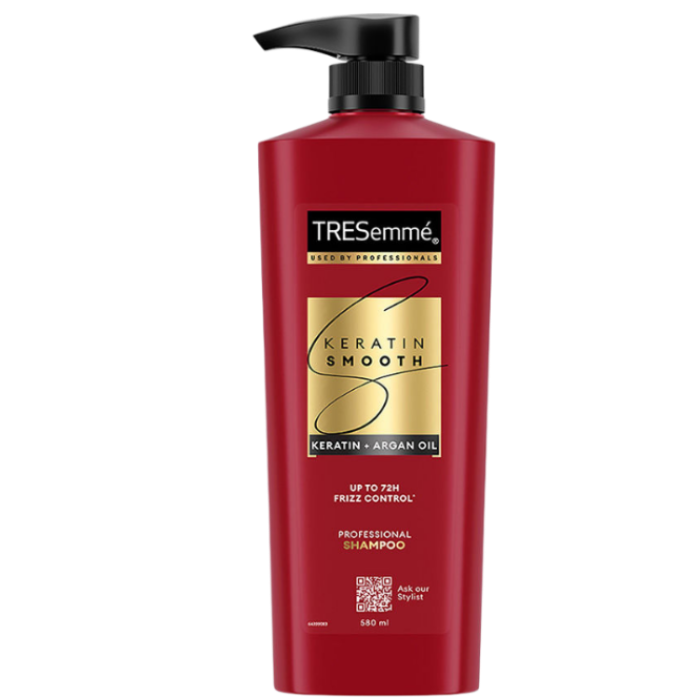 TRESemmé®
USED BY PROFESSIONALS
KERATIN
SMOOTH
KERATIN + ARGAN OIL
UP TO 72H
FRIZZ CONTROL*
PROFESSIONAL
SHAMPOO
Ask our
Stylist
580 ml